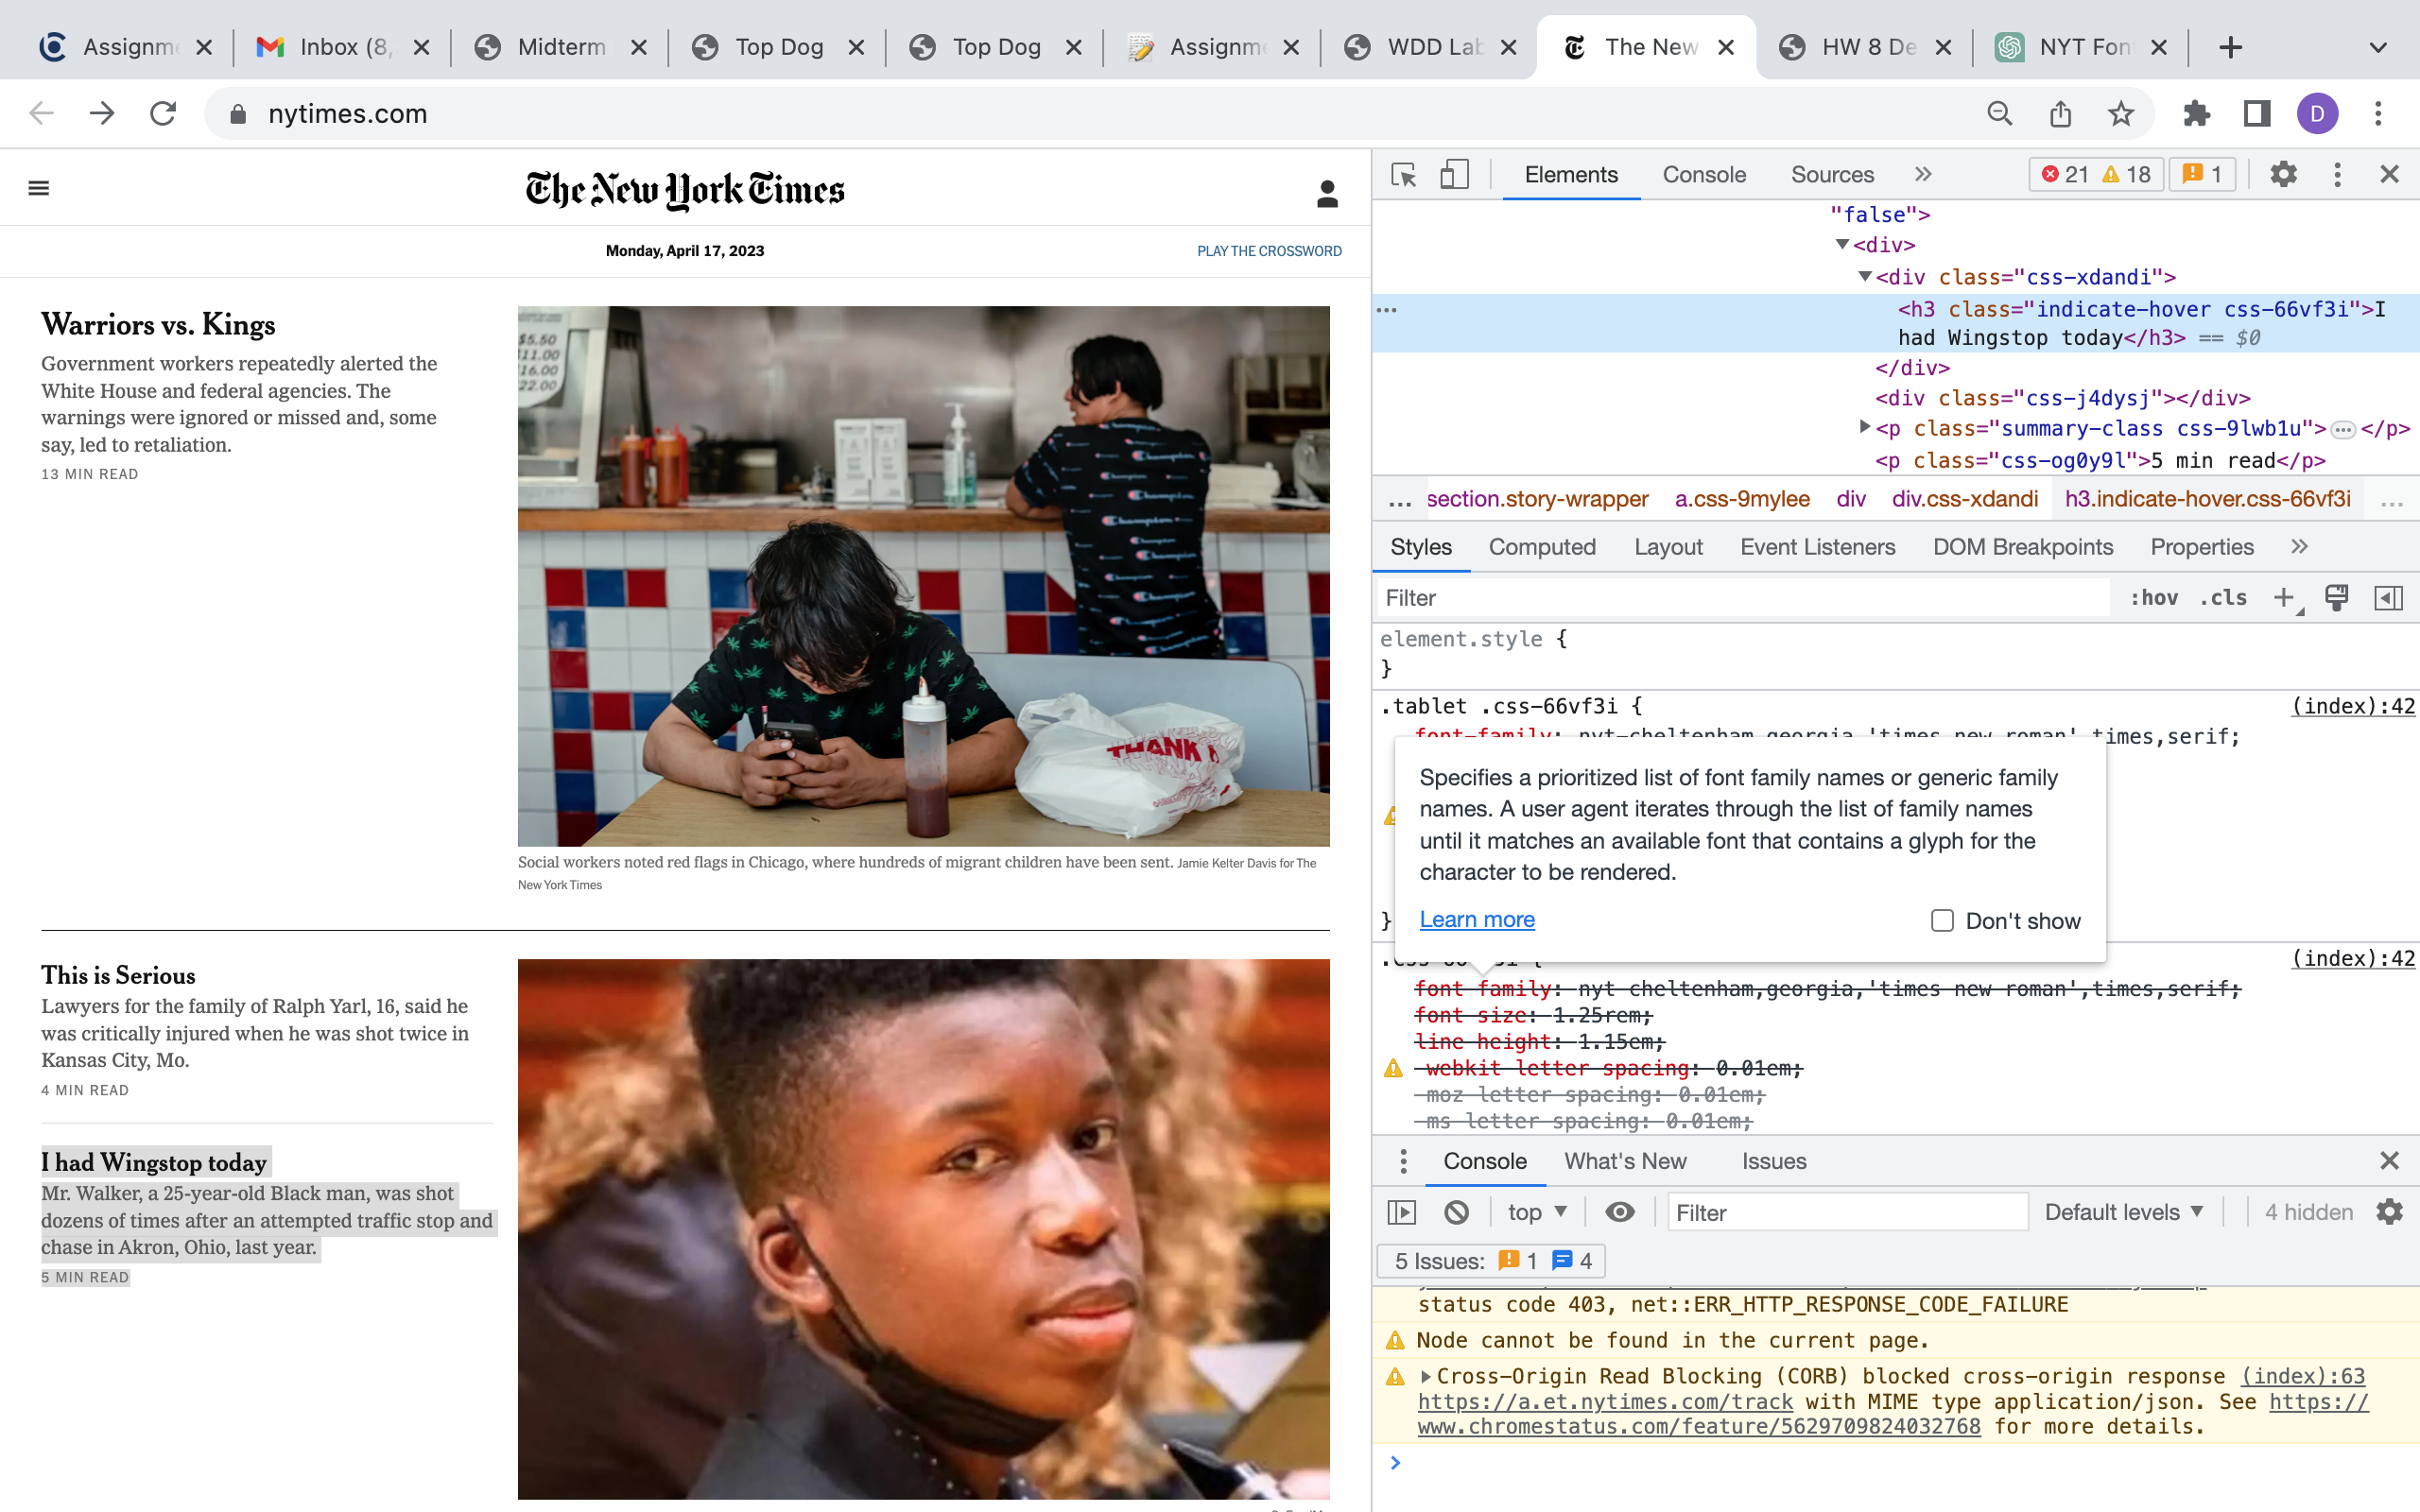 Assignme
Inbox (8,
Midterm
Top Dog
Top Dog
Assignme
WDD Lab
The New
HW 8 De
NYT Fon
nytimes.com
D
The New York Times
Monday, April 17, 2023
PLAY THE CROSSWORD
Warriors vs. Kings
Government workers repeatedly alerted the
White House and federal agencies. The
warnings were ignored or missed and, some
say, led to retaliation.
13 MIN READ
$5.50
11.00
16.00
22.00
Champion
THANK
Social workers noted red flags in Chicago, where hundreds of migrant children have been sent. Jamie Kelter Davis for The
New York Times
This is Serious
Lawyers for the family of Ralph Yarl, 16, said he
was critically injured when he was shot twice in
Kansas City, Mo.
4 MIN READ
I had Wingstop today
Mr. Walker, a 25-year-old Black man, was shot
dozens of times after an attempted traffic stop and
chase in Akron, Ohio, last year.
5 MIN READ
Elements
Console
Sources
21
18
1
"false">
<div>
<div class="css-xdandi">
<h3 class="indicate-hover css-66vf3i">I
had Wingstop today</h3> == $0
</div>
<div class="css-j4dysj"></div>
<p class="summary-class css-9lwb1u">…</p>
<p class="css-og0y9l">5 min read</p>
… section.story-wrapper a.css-9mylee div div.css-xdandi h3.indicate-hover.css-66vf3i …
Styles
Computed
Layout
Event Listeners
DOM Breakpoints
Properties
Filter
:hov .cls
element.style {
}
.tablet .css-66vf3i {
(index):42
font-family: nyt-cheltenham,georgia,'times new roman',times,serif;
Specifies a prioritized list of font family names or generic family
names. A user agent iterates through the list of family names
until it matches an available font that contains a glyph for the
character to be rendered.
Learn more
Don't show
}
.css-66vf3i {
(index):42
font-family: nyt-cheltenham,georgia,'times new roman',times,serif;
font-size: 1.25rem;
line-height: 1.15em;
-webkit-letter-spacing: 0.01em;
-moz-letter-spacing: 0.01em;
-ms-letter-spacing: 0.01em;
Console
What's New
Issues
top
Filter
Default levels
4 hidden
5 Issues: 1 4
status code 403, net::ERR_HTTP_RESPONSE_CODE_FAILURE
Node cannot be found in the current page.
Cross-Origin Read Blocking (CORB) blocked cross-origin response (index):63
https://a.et.nytimes.com/track with MIME type application/json. See https://
www.chromestatus.com/feature/5629709824032768 for more details.